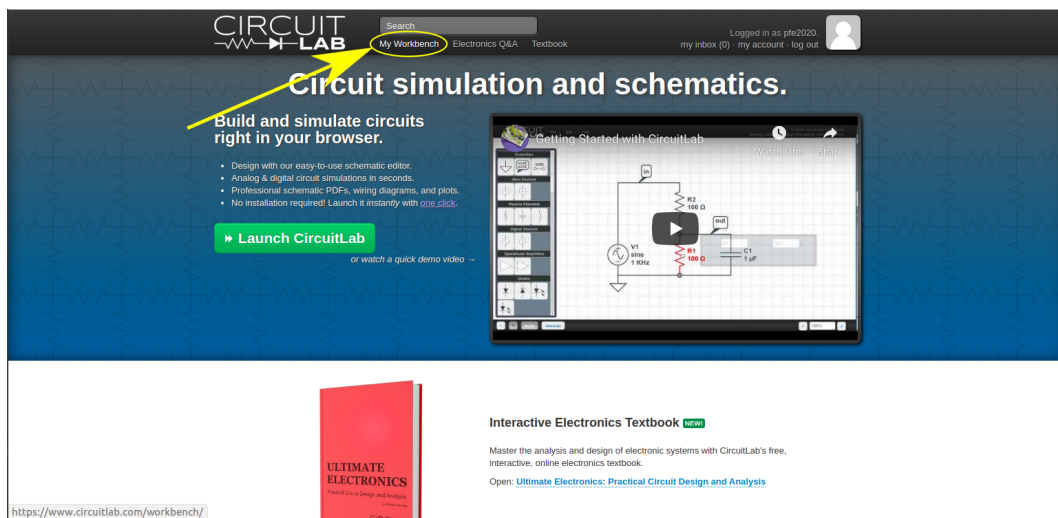 CIRCUIT
LAB
Search
My Workbench Electronics Q&A Textbook
Logged in as pfe2020.
my inbox (0) · my account · log out
Circuit simulation and schematics.
Build and simulate circuits
right in your browser.
• Design with our easy-to-use schematic editor.
• Analog & digital circuit simulations in seconds.
• Professional schematic PDFs, wiring diagrams, and plots.
• No installation required! Launch it instantly with one click.
Launch CircuitLab
or watch a quick demo video →
Getting Started with CircuitLab
Watch later Share
in
R2
100 Ω
out
V1
sine
1 KHz
R1
100 Ω
C1
1 µF
ULTIMATE
ELECTRONICS
Practical Circuit Design and Analysis
Interactive Electronics Textbook NEW!
Master the analysis and design of electronic systems with CircuitLab's free,
interactive, online electronics textbook.
Open: Ultimate Electronics: Practical Circuit Design and Analysis
https://www.circuitlab.com/workbench/